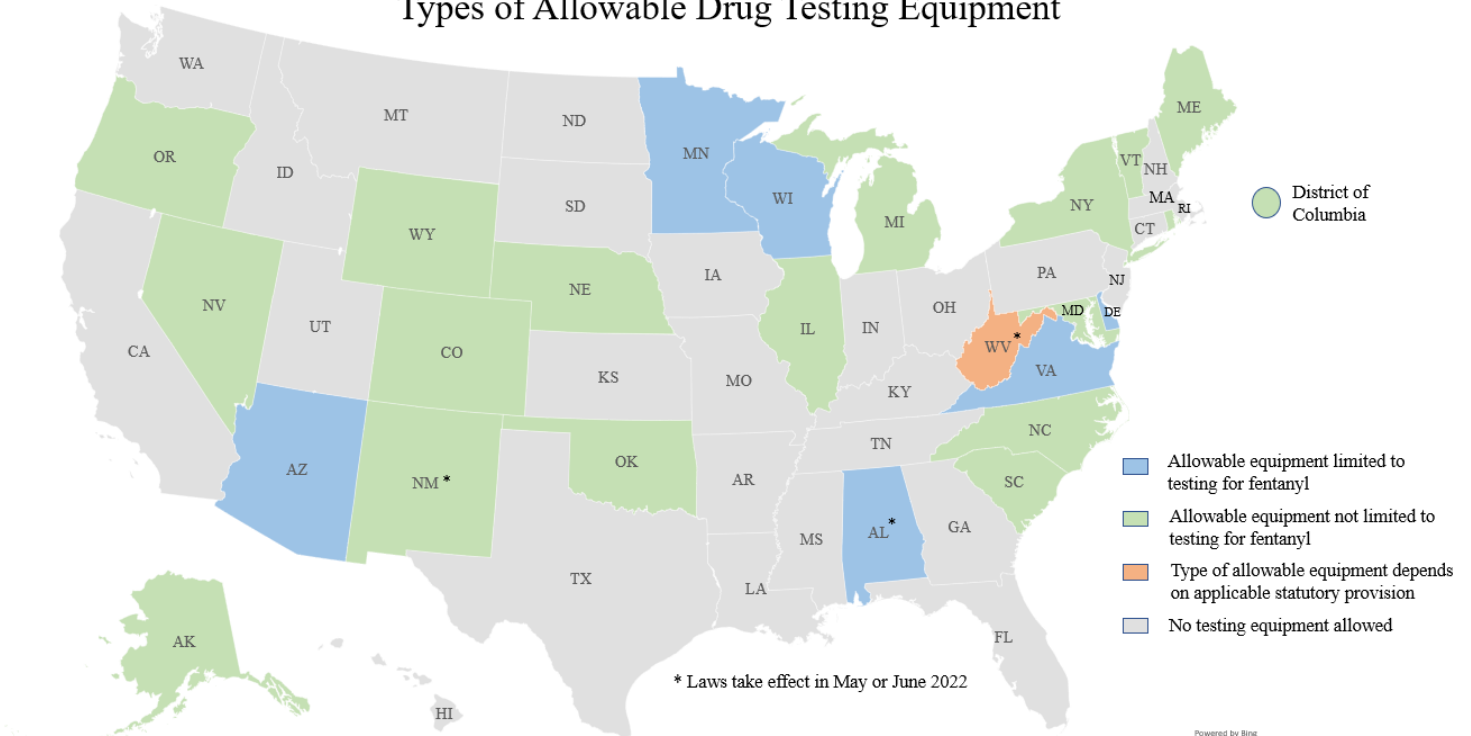 Types of Allowable Drug Testing Equipment
WA
MT
ND
MN
ME
OR
ID
SD
WI
VT
NH
WY
MI
NY
MA
RI
CT
District of
Columbia
NV
UT
NE
IA
IL
IN
OH
PA
NJ
MD
DE
CA
CO
KS
MO
KY
WV *
VA
AZ
NM *
OK
AR
TN
NC
SC
MS
AL *
GA
TX
LA
FL
AK
HI
Allowable equipment limited to
testing for fentanyl
Allowable equipment not limited to
testing for fentanyl
Type of allowable equipment depends
on applicable statutory provision
No testing equipment allowed
* Laws take effect in May or June 2022
Powered by Bing